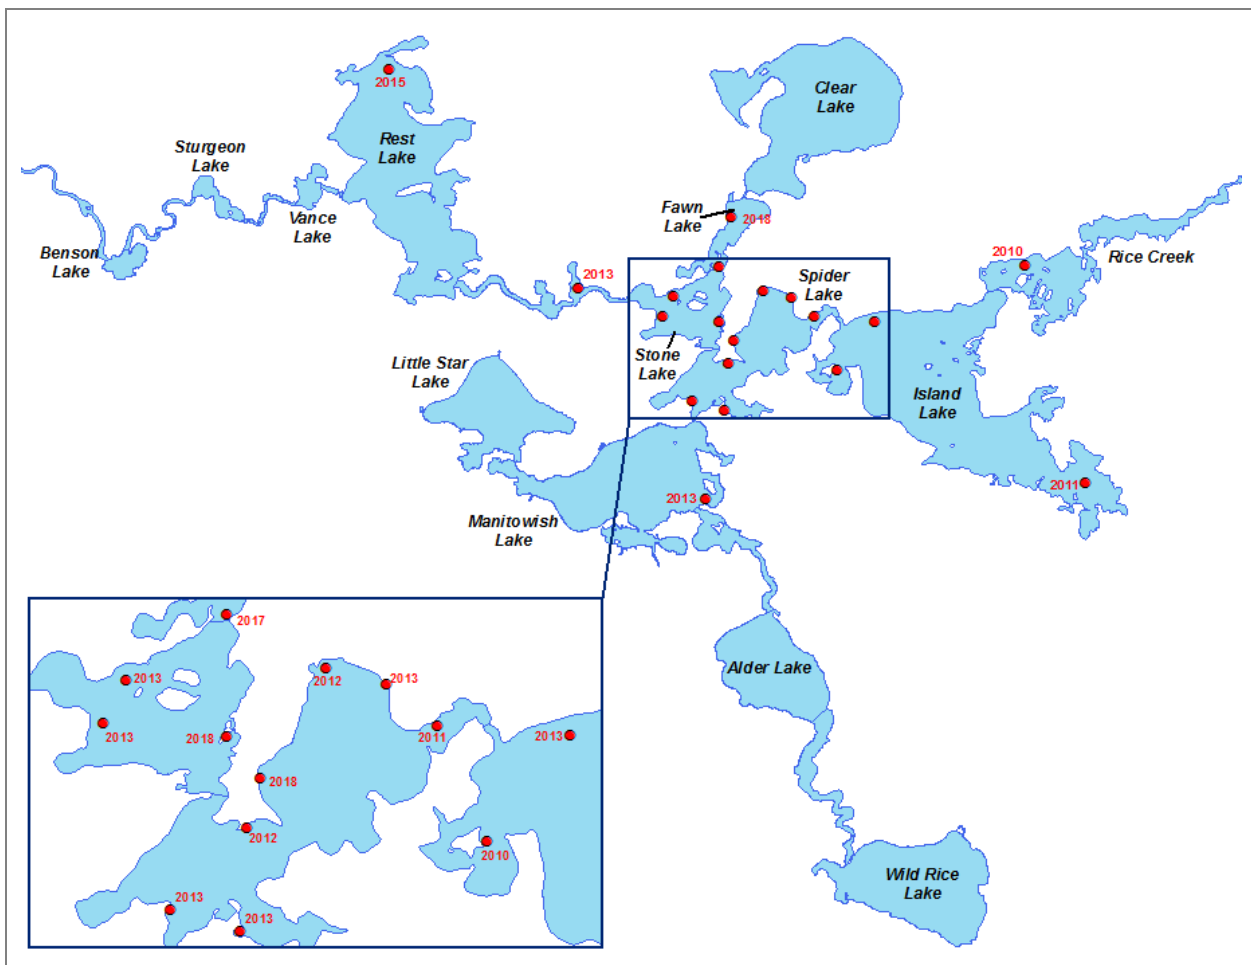 2015
Clear
Lake
Rest
Lake
Sturgeon
Lake
Vance
Lake
Benson
Lake
Fawn
Lake
2018
2010
Rice Creek
2013
Spider
Lake
Stone
Lake
Little Star
Lake
Island
Lake
2011
2013
Manitowish
Lake
Alder Lake
Wild Rice
Lake
2017
2013
2012
2013
2013
2018
2011
2013
2018
2012
2010
2013
2013